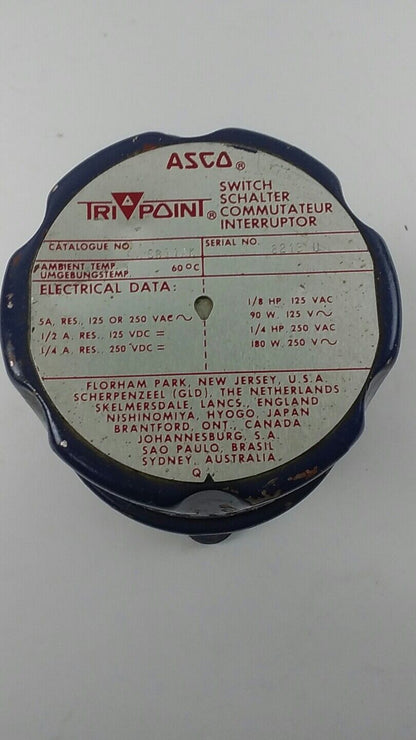 ASCO®
TRI POINT®
SWITCH
SCHALTER
COMMUTATEUR
INTERRUPTOR
CATALOGUE NO.
SERIAL NO.
AMBIENT TEMP.
UMGEBUNGSTEMP. 60°C
ELECTRICAL DATA:
5A, RES., 125 OR 250 VAC ∿
1/2 A. RES., 125 VDC =
1/4 A. RES., 250 VDC =
1/8 HP. 125 VAC
90 W. 125 V∿
1/4 HP. 250 VAC
180 W. 250 V∿
FLORHAM PARK, NEW JERSEY, U.S.A.
SCHERPENZEEL (GLD), THE NETHERLANDS
SKELMERSDALE, LANCS, ENGLAND
NISHINOMIYA, HYOGO, JAPAN
BRANTFORD, ONT., CANADA
JOHANNESBURG, S.A.
SAO PAULO, BRASIL
SYDNEY, AUSTRALIA
Q